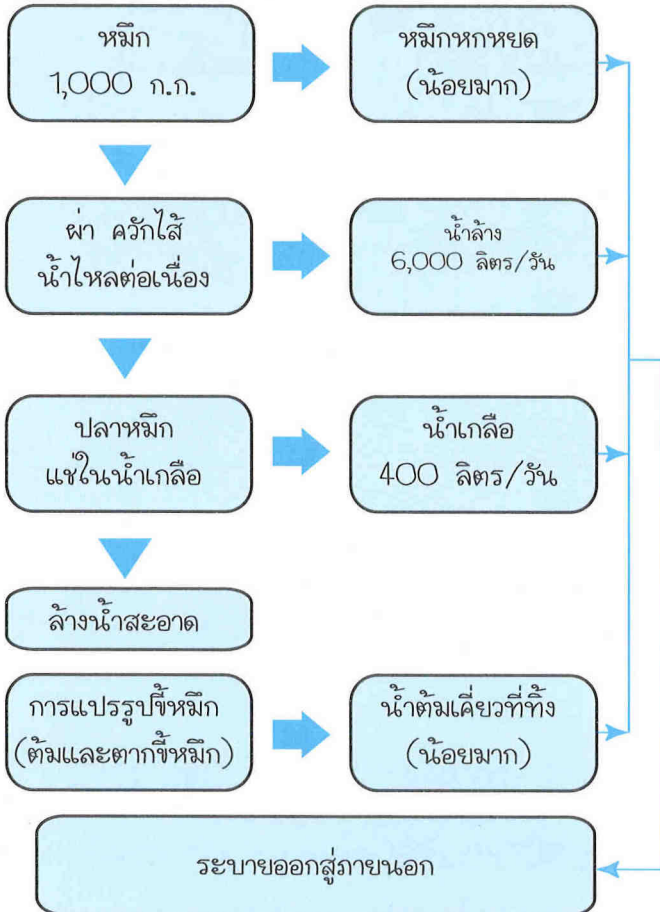 หมึก
1,000 ก.ก.
หมึกหกหยด
(น้อยมาก)
ผ่า ควักไส้
น้ำไหลต่อเนื่อง
น้ำล้าง
6,000 ลิตร/วัน
ปลาหมึก
แช่ในน้ำเกลือ
น้ำเกลือ
400 ลิตร/วัน
ล้างน้ำสะอาด
การแปรรูปขี้หมึก
(ต้มและตากขี้หมึก)
น้ำต้มเคี่ยวที่ทิ้ง
(น้อยมาก)
ระบายออกสู่ภายนอก